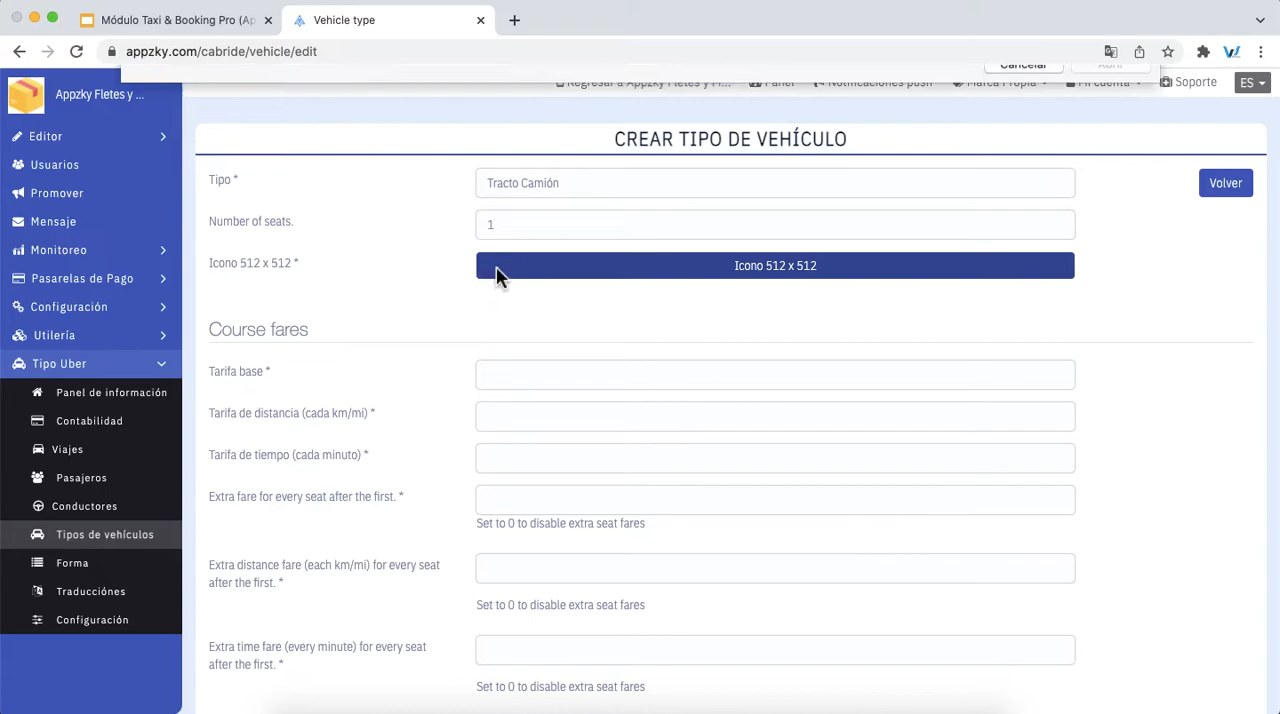 Módulo Taxi & Booking Pro (Ap
Vehicle type
appzky.com/cabride/vehicle/edit
Cancelar
Abrir
Appzky Fletes y ...
Regresar a Appzky Fletes y Fl...
Panel
Notificaciones push
Marca Propia
Mi cuenta
Soporte
ES
Editor
Usuarios
Promover
Mensaje
Monitoreo
Pasarelas de Pago
Configuración
Utilería
Tipo Uber
Panel de información
Contabilidad
Viajes
Pasajeros
Conductores
Tipos de vehículos
Forma
Traducciónes
Configuración
CREAR TIPO DE VEHÍCULO
Tipo *
Tracto Camión
Volver
Number of seats.
1
Icono 512 x 512 *
Icono 512 x 512
Course fares
Tarifa base *
Tarifa de distancia (cada km/mi) *
Tarifa de tiempo (cada minuto) *
Extra fare for every seat after the first. *
Set to 0 to disable extra seat fares
Extra distance fare (each km/mi) for every seat
after the first. *
Set to 0 to disable extra seat fares
Extra time fare (every minute) for every seat
after the first. *
Set to 0 to disable extra seat fares